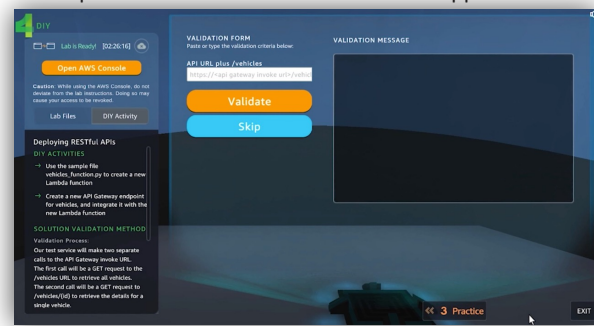 4 DIY
Lab is Ready! [02:26:16]
Open AWS Console
Caution: While using the AWS Console, do not
deviate from the lab instructions. Doing so may
cause your access to be revoked.
Lab Files DIY Activity
Deploying RESTful APIs
DIY ACTIVITIES
→ Use the sample file
vehicles_function.py to create a new
Lambda function
→ Create a new API Gateway endpoint
for vehicles, and integrate it with the
new Lambda function
SOLUTION VALIDATION METHOD
Validation Process:
Our test service will make two separate
calls to the API Gateway invoke URL.
The first call will be a GET request to the
/vehicles URL to retrieve all vehicles.
The second call will be a GET request to
/vehicles/{id} to retrieve the details for a
single vehicle.
VALIDATION FORM
Paste or type the validation criteria below:
API URL plus /vehicles
https://<api gateway invoke url>/vehicl
Validate
Skip
VALIDATION MESSAGE
« 3 Practice
EXIT